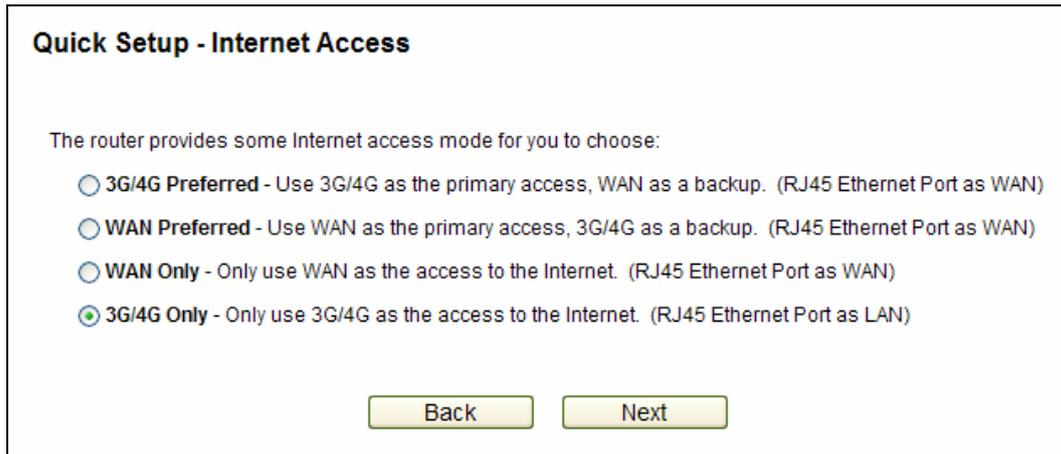 Quick Setup - Internet Access
The router provides some Internet access mode for you to choose:
3G/4G Preferred - Use 3G/4G as the primary access, WAN as a backup. (RJ45 Ethernet Port as WAN)
WAN Preferred - Use WAN as the primary access, 3G/4G as a backup. (RJ45 Ethernet Port as WAN)
WAN Only - Only use WAN as the access to the Internet. (RJ45 Ethernet Port as WAN)
3G/4G Only - Only use 3G/4G as the access to the Internet. (RJ45 Ethernet Port as LAN)
Back Next